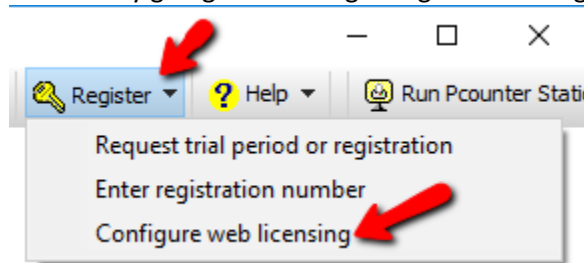 Register ? Help Run Pcounter Stati
Request trial period or registration
Enter registration number
Configure web licensing